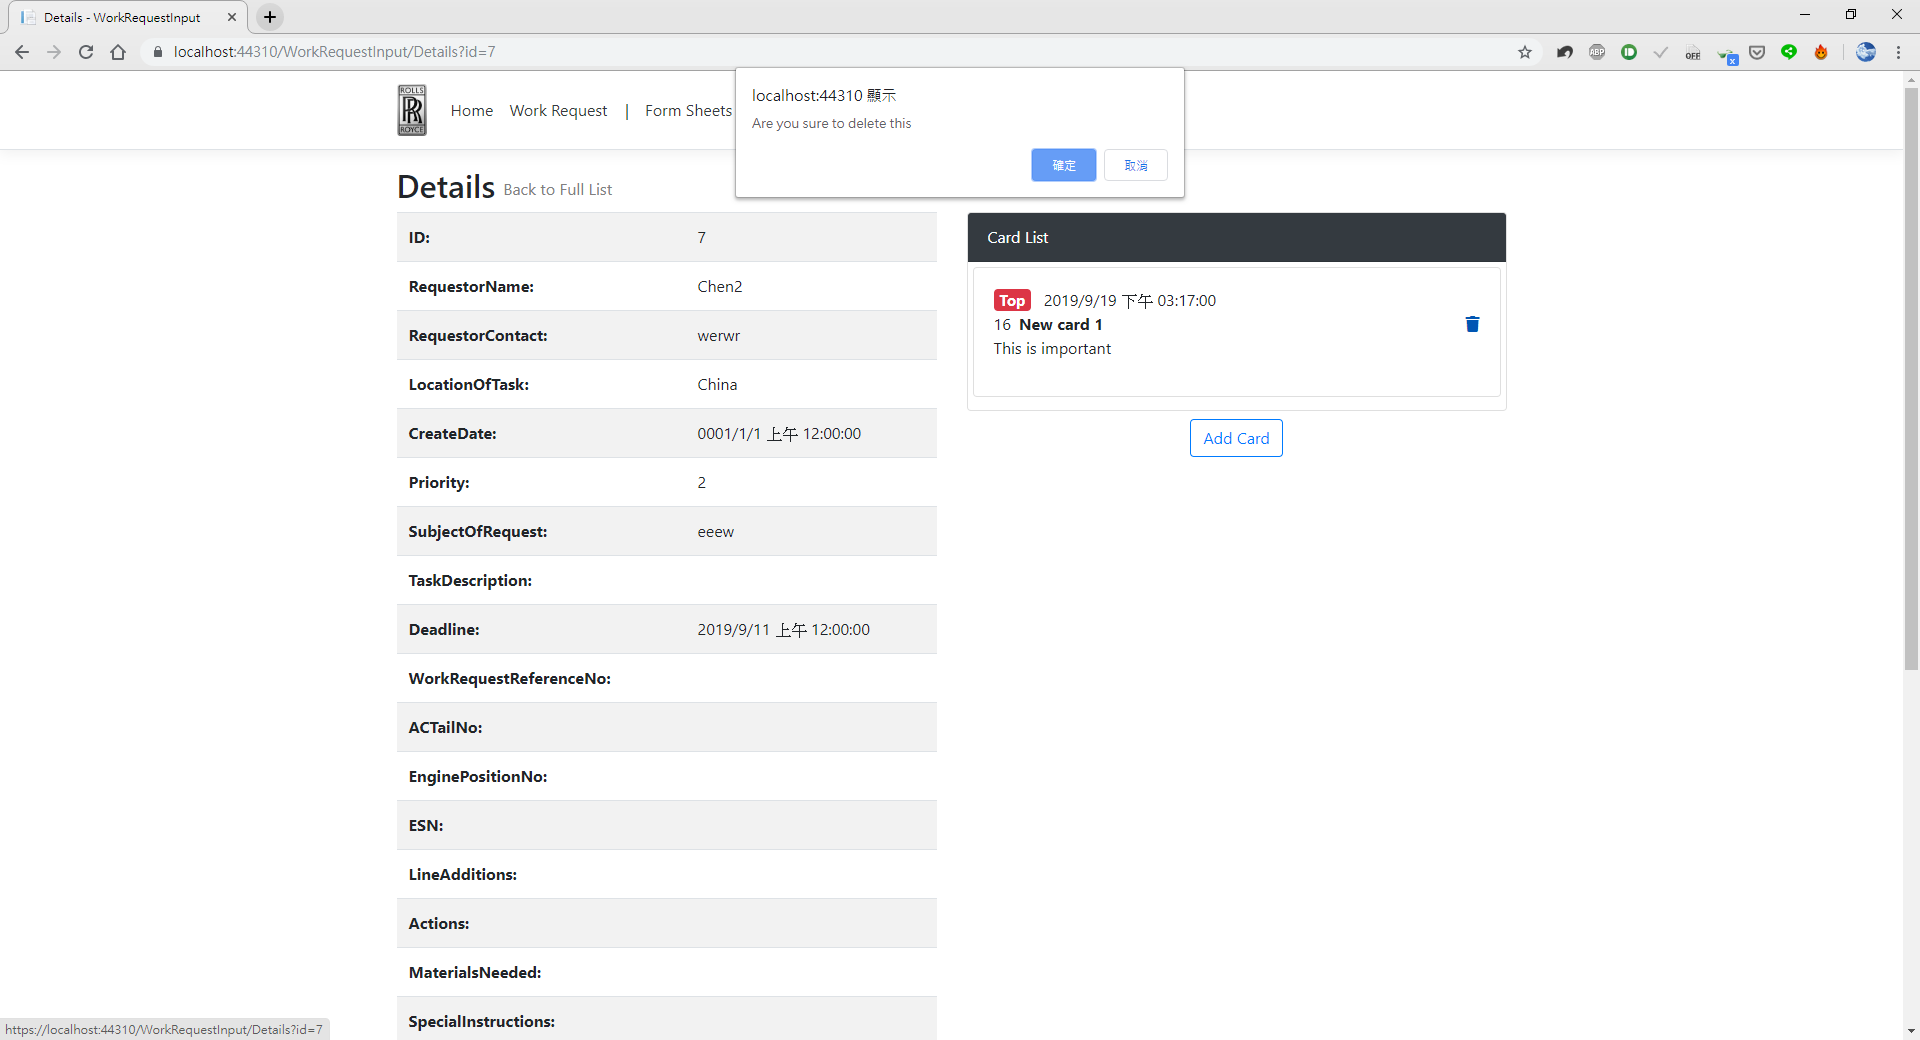 Details - WorkRequestInput
localhost:44310/WorkRequestInput/Details?id=7
ABP
OFF
x
ROLLS
RR
ROYCE
Home Work Request | Form Sheets
localhost:44310 顯示
Are you sure to delete this
確定 取消
Details Back to Full List
ID: 7
RequestorName: Chen2
RequestorContact: werwr
LocationOfTask: China
CreateDate: 0001/1/1 上午 12:00:00
Priority: 2
SubjectOfRequest: eeew
TaskDescription:
Deadline: 2019/9/11 上午 12:00:00
WorkRequestReferenceNo:
ACTailNo:
EnginePositionNo:
ESN:
LineAdditions:
Actions:
MaterialsNeeded:
SpecialInstructions:
Card List
Top 2019/9/19 下午 03:17:00
16 New card 1
This is important
Add Card
https://localhost:44310/WorkRequestInput/Details?id=7